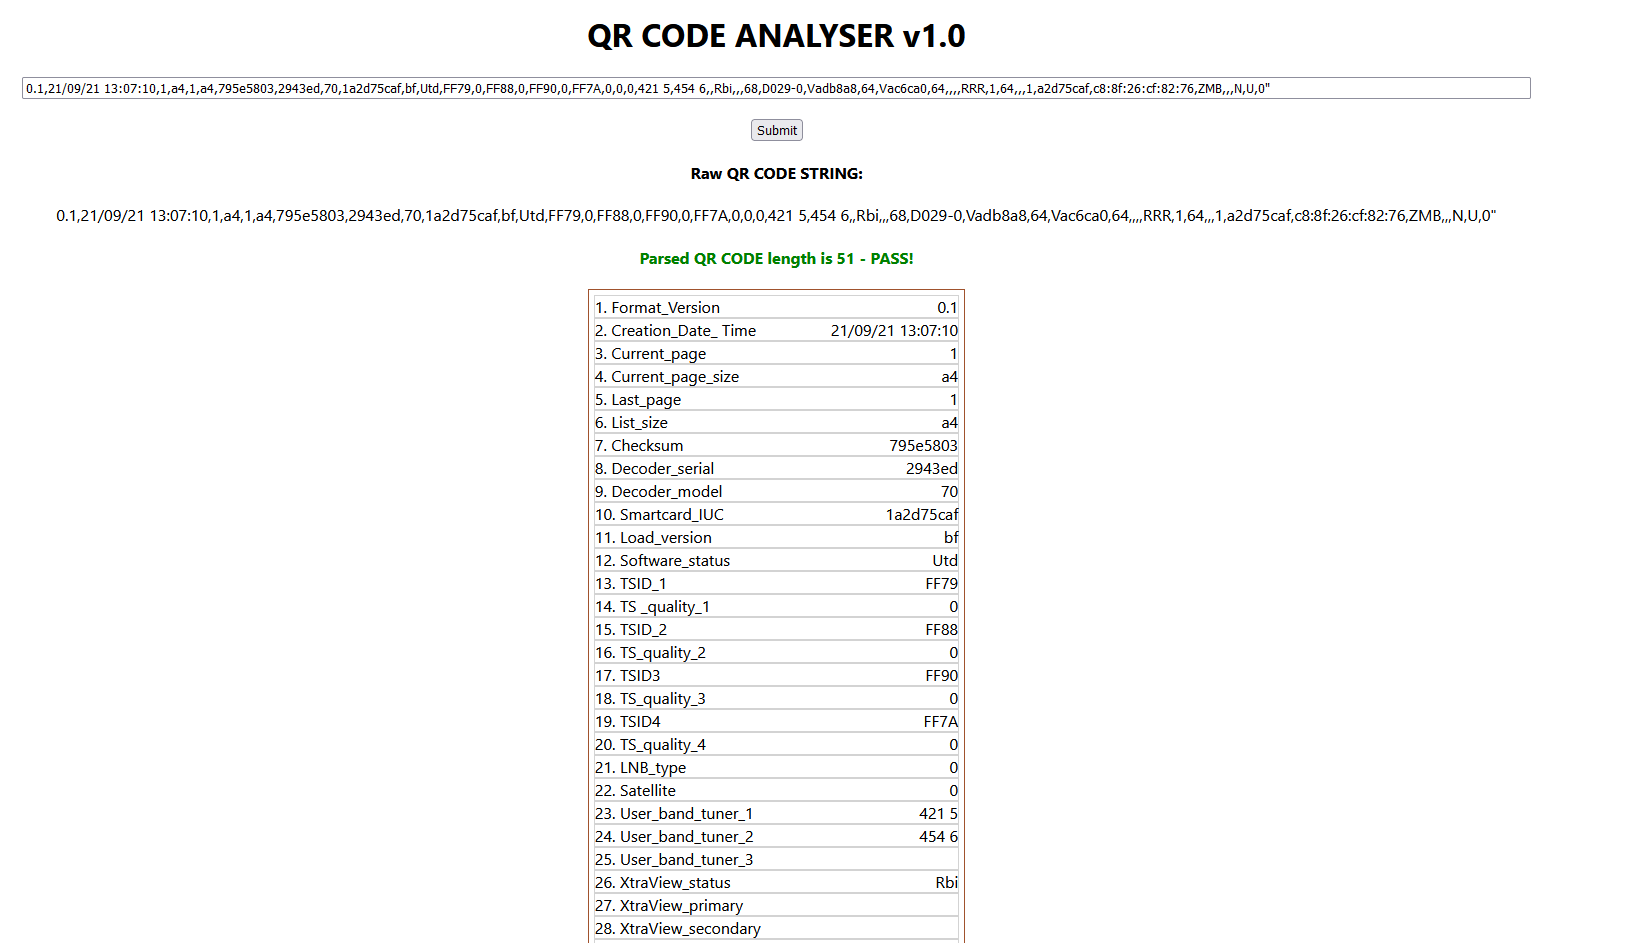 QR CODE ANALYSER v1.0
0.1,21/09/21 13:07:10,1,a4,1,a4,795e5803,2943ed,70,1a2d75caf,bf,Utd,FF79,0,FF88,0,FF90,0,FF7A,0,0,0,421 5,454 6,,Rbi,,,68,D029-0,Vadb8a8,64,Vac6ca0,64,,,,RRR,1,64,,,1,a2d75caf,c8:8f:26:cf:82:76,ZMB,,,N,U,0"
Submit
Raw QR CODE STRING:
0.1,21/09/21 13:07:10,1,a4,1,a4,795e5803,2943ed,70,1a2d75caf,bf,Utd,FF79,0,FF88,0,FF90,0,FF7A,0,0,0,421 5,454 6,,Rbi,,,68,D029-0,Vadb8a8,64,Vac6ca0,64,,,,RRR,1,64,,,1,a2d75caf,c8:8f:26:cf:82:76,ZMB,,,N,U,0"
Parsed QR CODE length is 51 - PASS!
1. Format_Version 0.1
2. Creation_Date_ Time 21/09/21 13:07:10
3. Current_page 1
4. Current_page_size a4
5. Last_page 1
6. List_size a4
7. Checksum 795e5803
8. Decoder_serial 2943ed
9. Decoder_model 70
10. Smartcard_IUC 1a2d75caf
11. Load_version bf
12. Software_status Utd
13. TSID_1 FF79
14. TS _quality_1 0
15. TSID_2 FF88
16. TS_quality_2 0
17. TSID3 FF90
18. TS_quality_3 0
19. TSID4 FF7A
20. TS_quality_4 0
21. LNB_type 0
22. Satellite 0
23. User_band_tuner_1 421 5
24. User_band_tuner_2 454 6
25. User_band_tuner_3
26. XtraView_status Rbi
27. XtraView_primary
28. XtraView_secondary